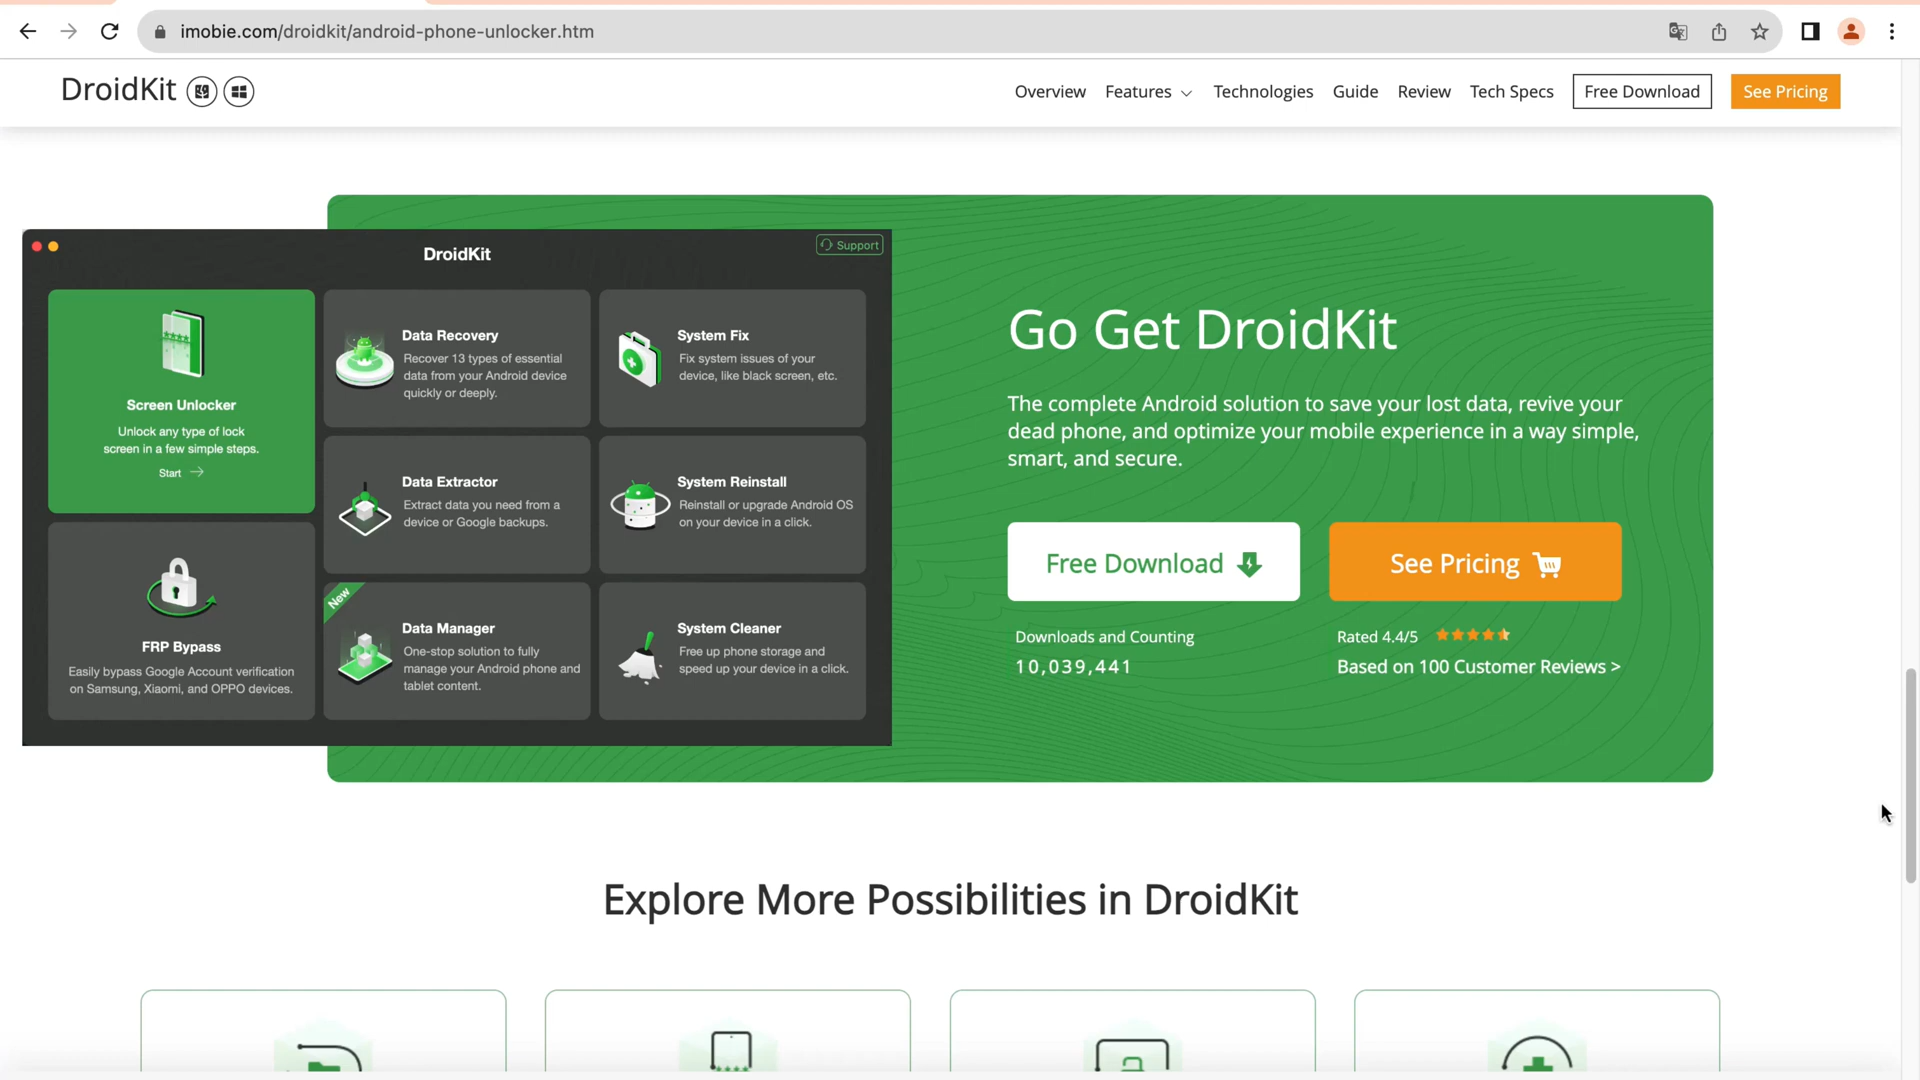 imobie.com/droidkit/android-phone-unlocker.htm
DroidKit
Overview Features Technologies Guide Review Tech Specs Free Download See Pricing
DroidKit
Support
Screen Unlocker
Unlock any type of lock
screen in a few simple steps.
Start
Data Recovery
Recover 13 types of essential
data from your Android device
quickly or deeply.
System Fix
Fix system issues of your
device, like black screen, etc.
Data Extractor
Extract data you need from a
device or Google backups.
System Reinstall
Reinstall or upgrade Android OS
on your device in a click.
FRP Bypass
Easily bypass Google Account verification
on Samsung, Xiaomi, and OPPO devices.
New
Data Manager
One-stop solution to fully
manage your Android phone and
tablet content.
System Cleaner
Free up phone storage and
speed up your device in a click.
Go Get DroidKit
The complete Android solution to save your lost data, revive your
dead phone, and optimize your mobile experience in a way simple,
smart, and secure.
Free Download
See Pricing
Downloads and Counting
10,039,441
Rated 4.4/5
Based on 100 Customer Reviews >
Explore More Possibilities in DroidKit